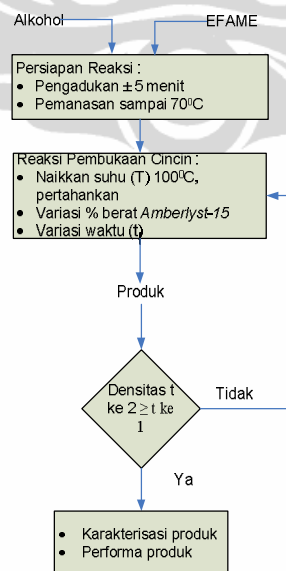 Alkohol EFAME
Persiapan Reaksi :
• Pengadukan ± 5 menit
• Pemanasan sampai 70⁰C
Reaksi Pembukaan Cincin :
• Naikkan suhu (T) 100⁰C,
pertahankan
• Variasi % berat Amberlyst-15
• Variasi waktu (t)
Produk
Densitas t
ke 2 ≥ t ke
1
Tidak
Ya
• Karakterisasi produk
• Performa produk